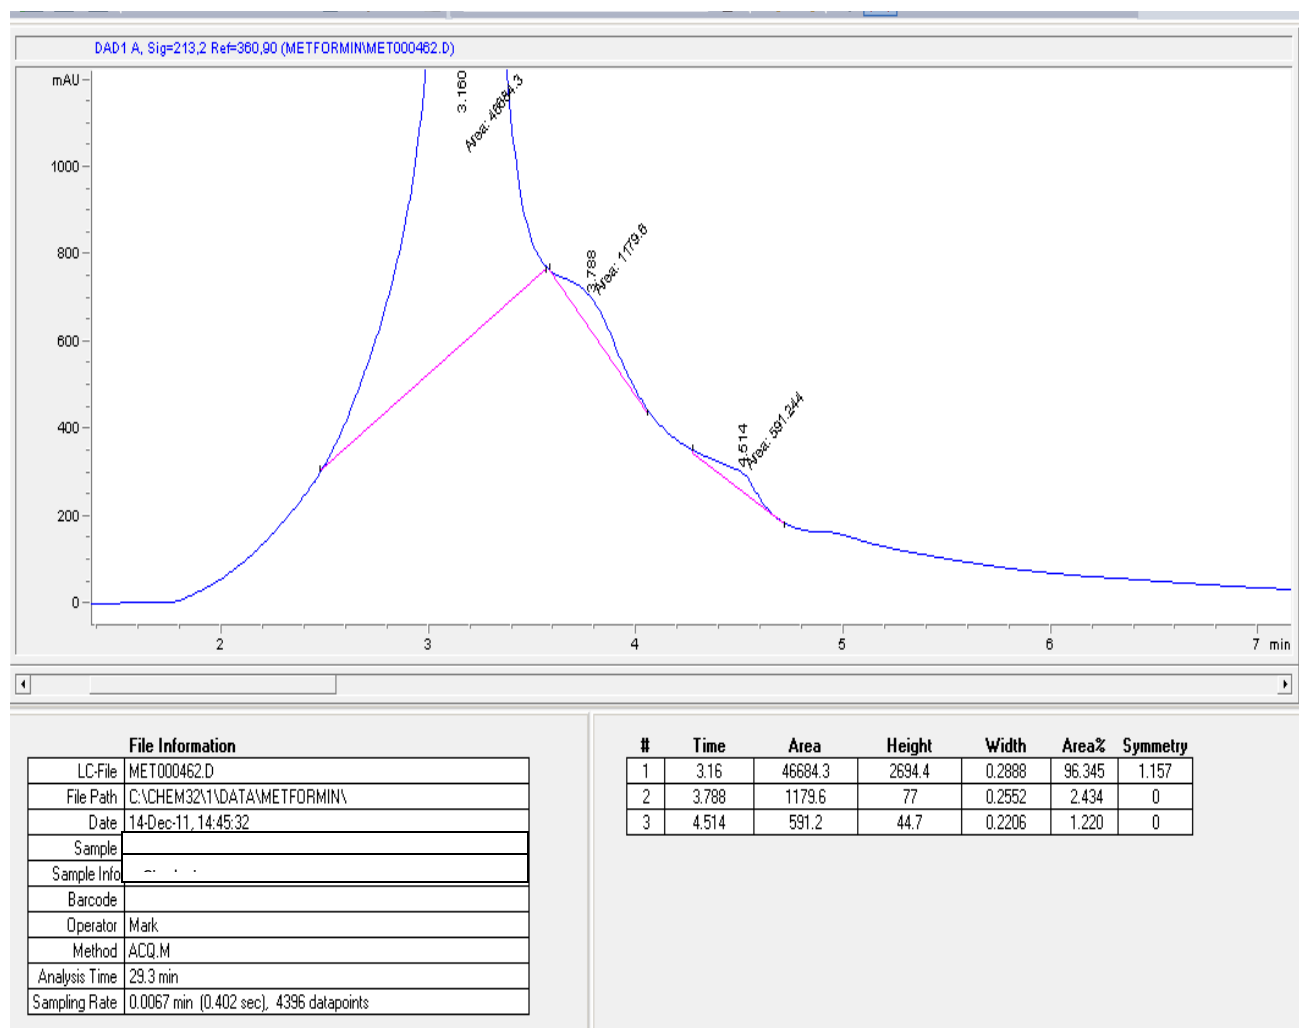 DAD1 A, Sig=213,2 Ref=360,90 (METFORMIN\MET000462.D)
mAU
3.160
Area: 46684.3
1000
800
3.788
Area: 1179.6
600
400
4.514
Area: 591.244
200
0
2 3 4 5 6 7 min
File Information
LC-File MET000462.D
File Path C:\CHEM32\1\DATA\METFORMIN\
Date 14-Dec-11, 14:45:32
Sample
Sample Info
Barcode
Operator Mark
Method ACQ.M
Analysis Time 29.3 min
Sampling Rate 0.0067 min (0.402 sec), 4396 datapoints
# Time Area Height Width Area% Symmetry
1 3.16 46684.3 2694.4 0.2888 96.345 1.157
2 3.788 1179.6 77 0.2552 2.434 0
3 4.514 591.2 44.7 0.2206 1.220 0